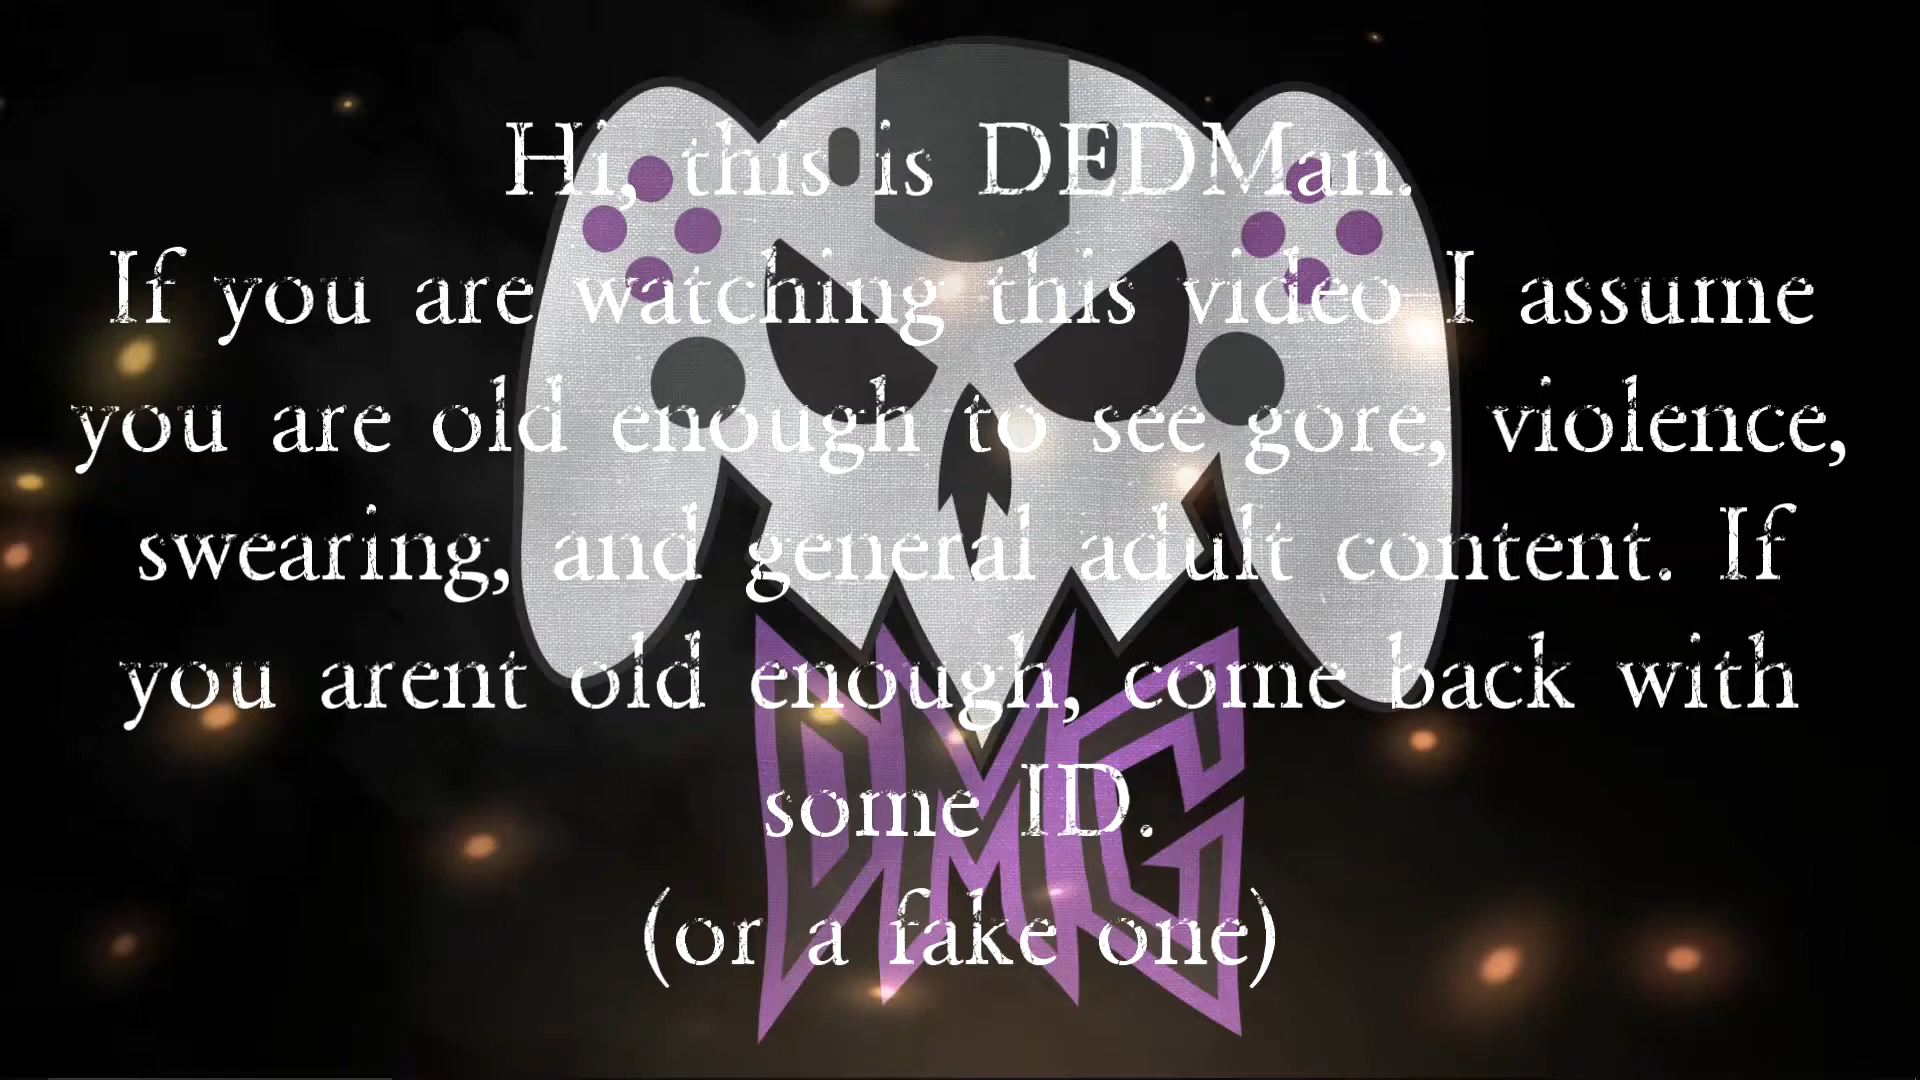 Hi, this is DEDMan.
If you are watching this video I assume
you are old enough to see gore, violence,
swearing, and general adult content. If
you arent old enough, come back with
some ID.
(or a fake one)
DMG